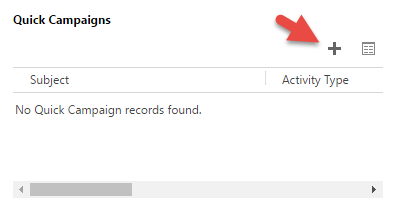 Quick Campaigns
Subject Activity Type
No Quick Campaign records found.